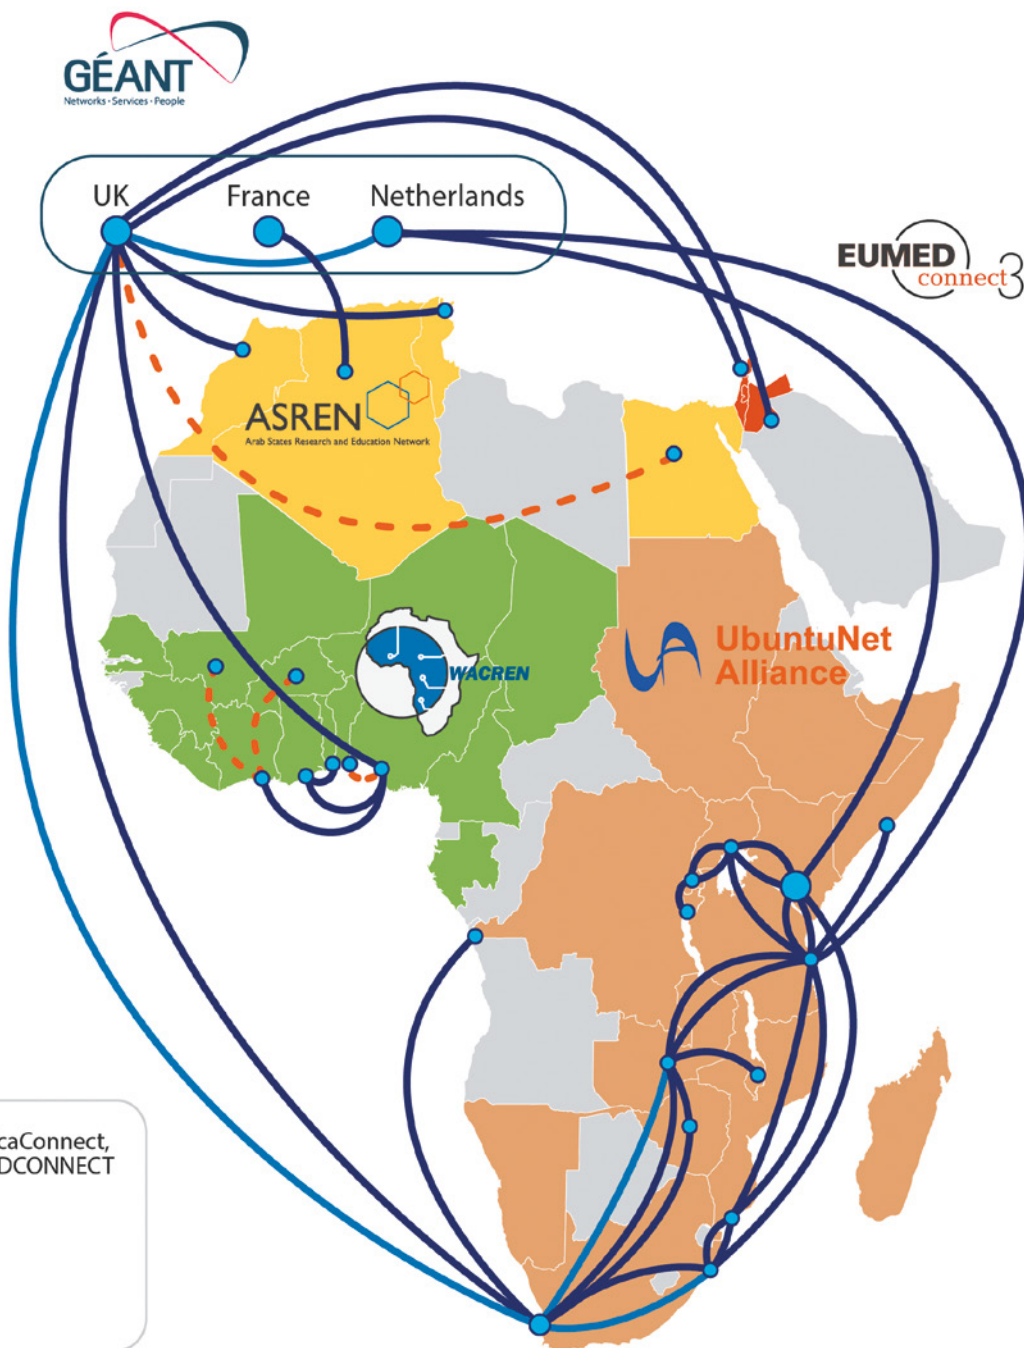 GÉANT
Networks·Services·People
UK
France
Netherlands
EUMED
connect3
ASREN
Arab States Research and Education Network
WACREN
UbuntuNet
Alliance
caConnect,
DCONNECT